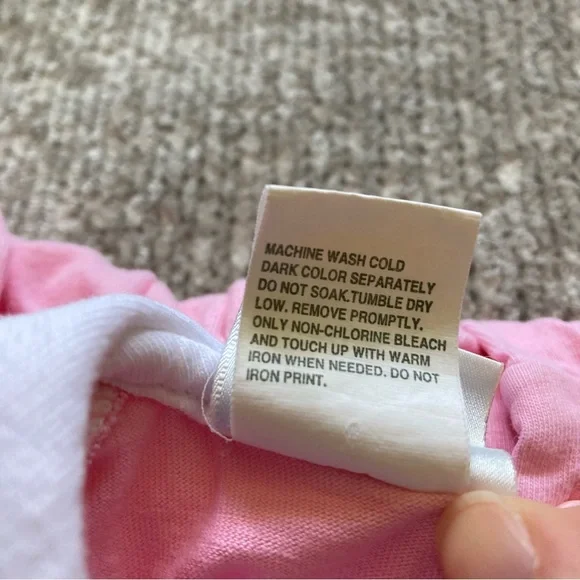 MACHINE WASH COLD
DARK COLOR SEPARATELY
DO NOT SOAK.TUMBLE DRY
LOW. REMOVE PROMPTLY.
ONLY NON-CHLORINE BLEACH
AND TOUCH UP WITH WARM
IRON WHEN NEEDED. DO NOT
IRON PRINT.